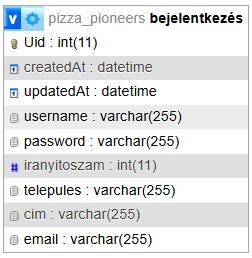 v pizza_pioneers bejelentkezés
Uid : int(11)
createdAt : datetime
updatedAt : datetime
username : varchar(255)
password : varchar(255)
# iranyitoszam : int(11)
telepules : varchar(255)
cim : varchar(255)
email : varchar(255)